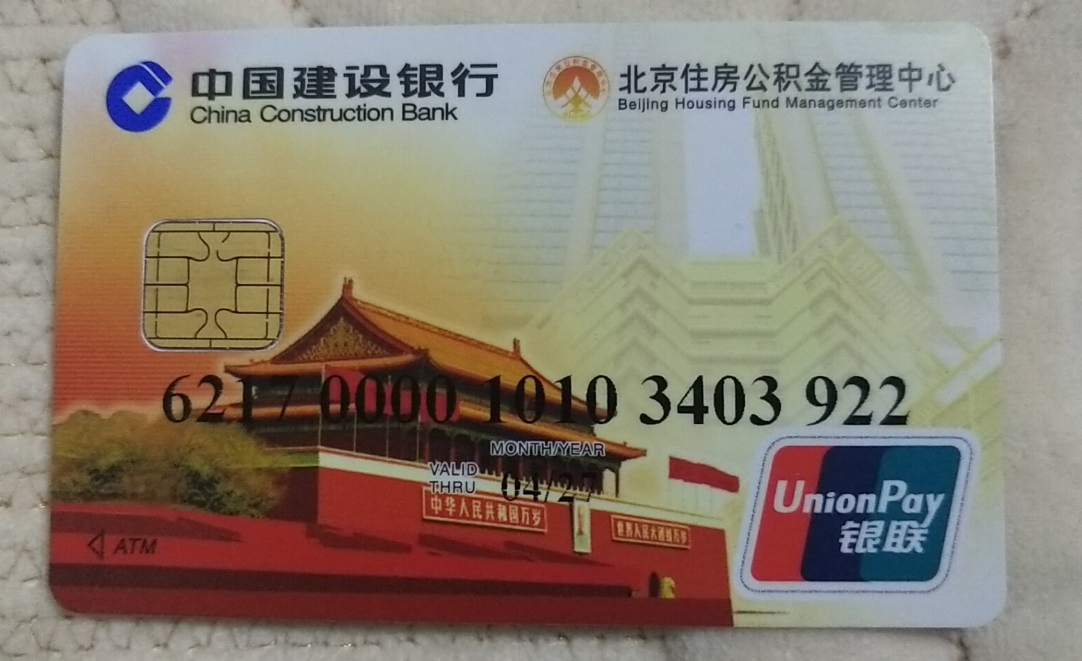 中国建设银行
China Construction Bank
北京住房公积金管理中心
Beijing Housing Fund Management Center
6217 0000 1010 3403 922
MONTH/YEAR
VALID THRU 04/27
中华人民共和国万岁
世界人民大团结万岁
ATM
UnionPay
银联